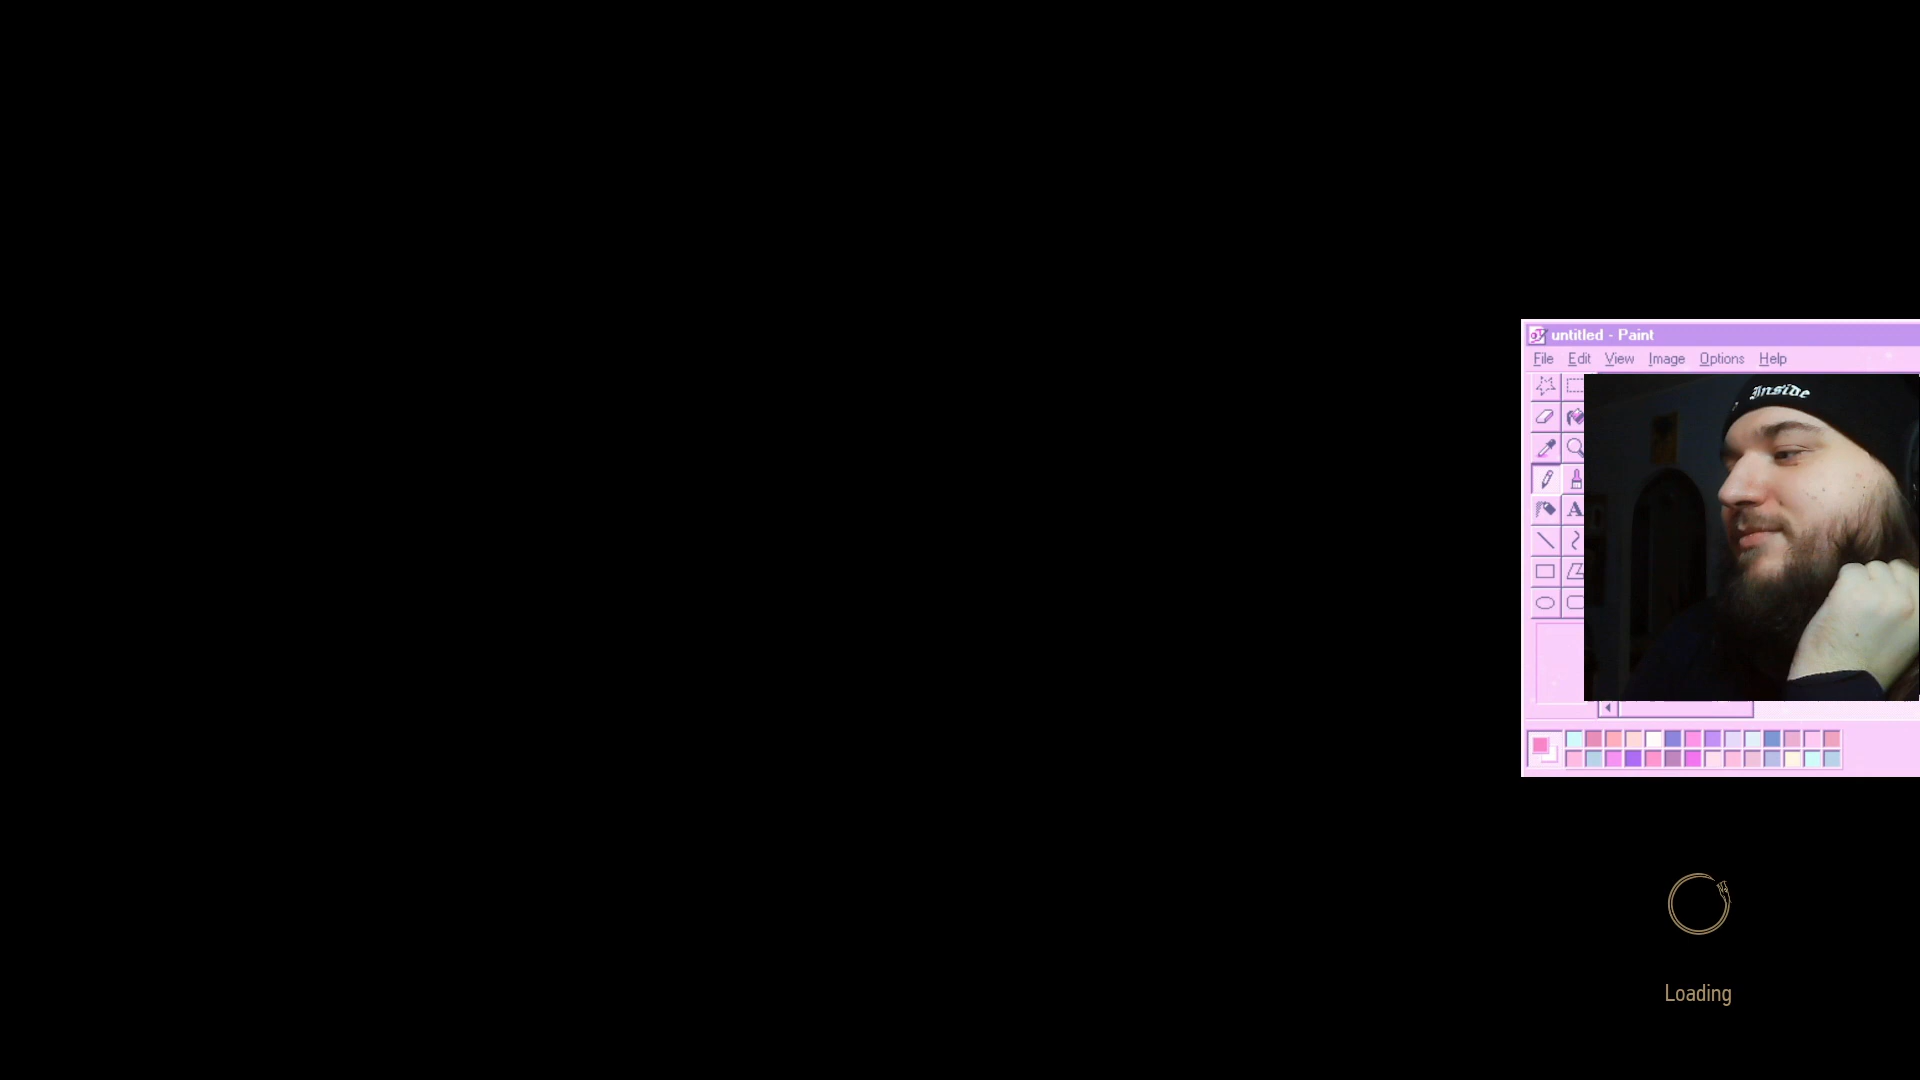 untitled - Paint
File Edit View Image Options Help
Inside
A
Loading